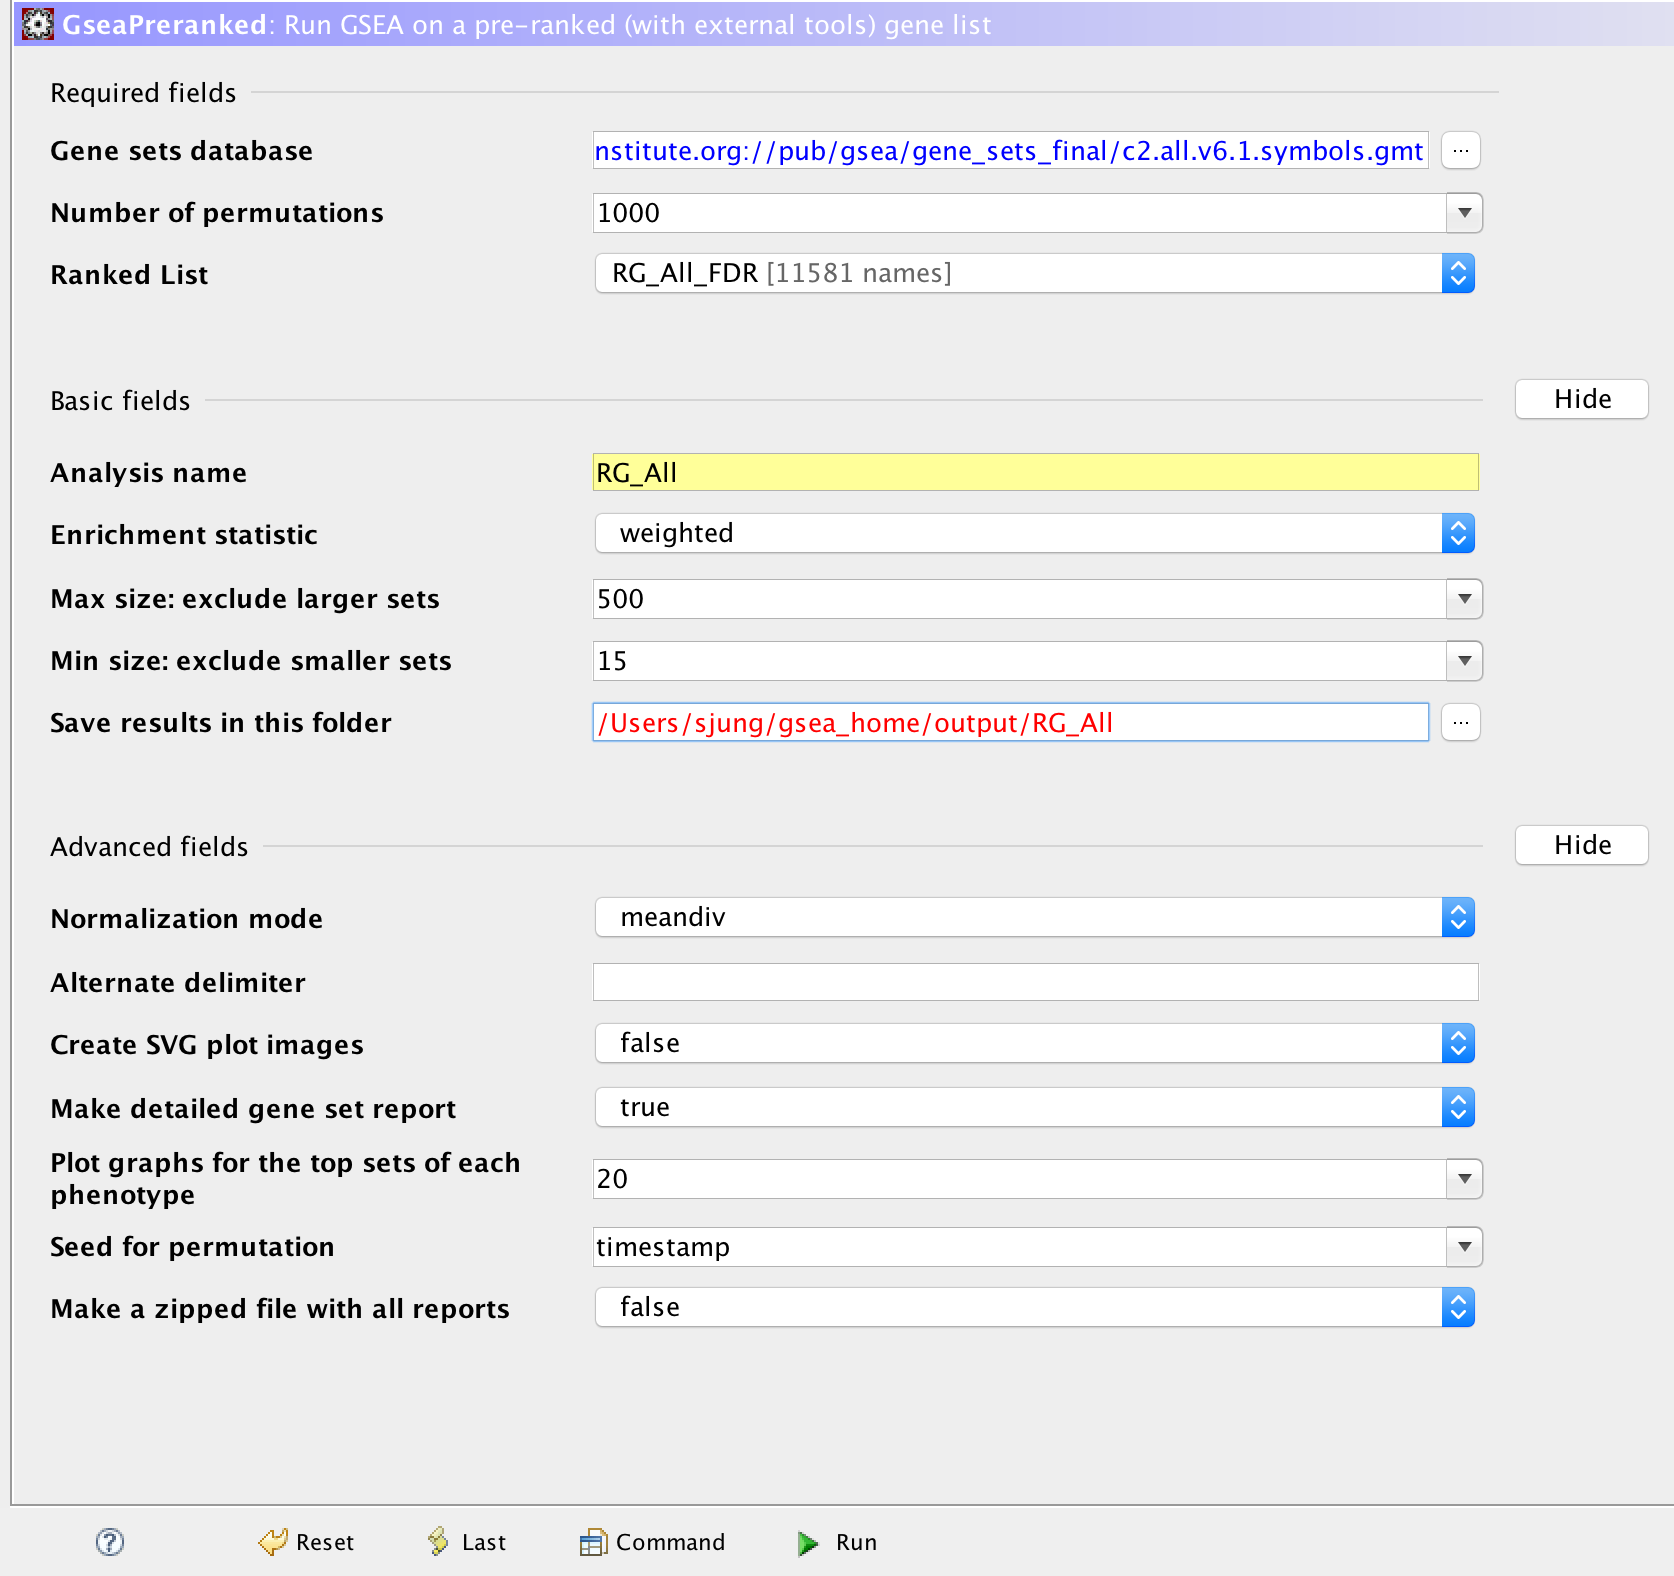 GseaPreranked: Run GSEA on a pre-ranked (with external tools) gene list
Required fields
Gene sets database nstitute.org://pub/gsea/gene_sets_final/c2.all.v6.1.symbols.gmt ...
Number of permutations 1000
Ranked List RG_All_FDR [11581 names]
Basic fields Hide
Analysis name RG_All
Enrichment statistic weighted
Max size: exclude larger sets 500
Min size: exclude smaller sets 15
Save results in this folder /Users/sjung/gsea_home/output/RG_All ...
Advanced fields Hide
Normalization mode meandiv
Alternate delimiter
Create SVG plot images false
Make detailed gene set report true
Plot graphs for the top sets of each
phenotype 20
Seed for permutation timestamp
Make a zipped file with all reports false
? Reset Last Command Run